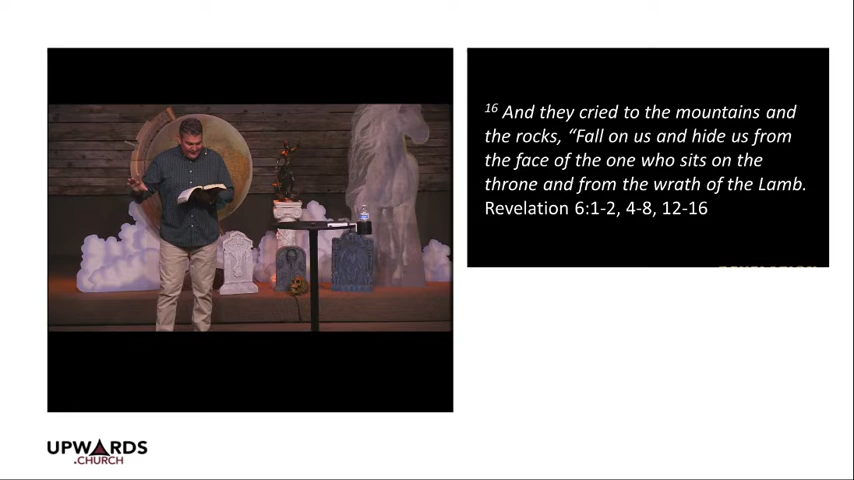 16 And they cried to the mountains and
the rocks, “Fall on us and hide us from
the face of the one who sits on the
throne and from the wrath of the Lamb.
Revelation 6:1-2, 4-8, 12-16
UPWARDS
.CHURCH